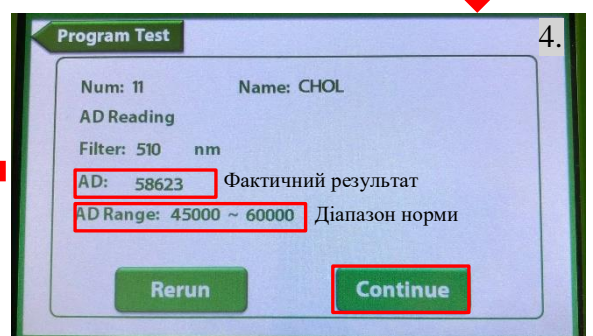 Program Test
4.
Num: 11 Name: CHOL
AD Reading
Filter: 510 nm
AD: 58623 Фактичний результат
AD Range: 45000 ~ 60000 Діапазон норми
Rerun Continue